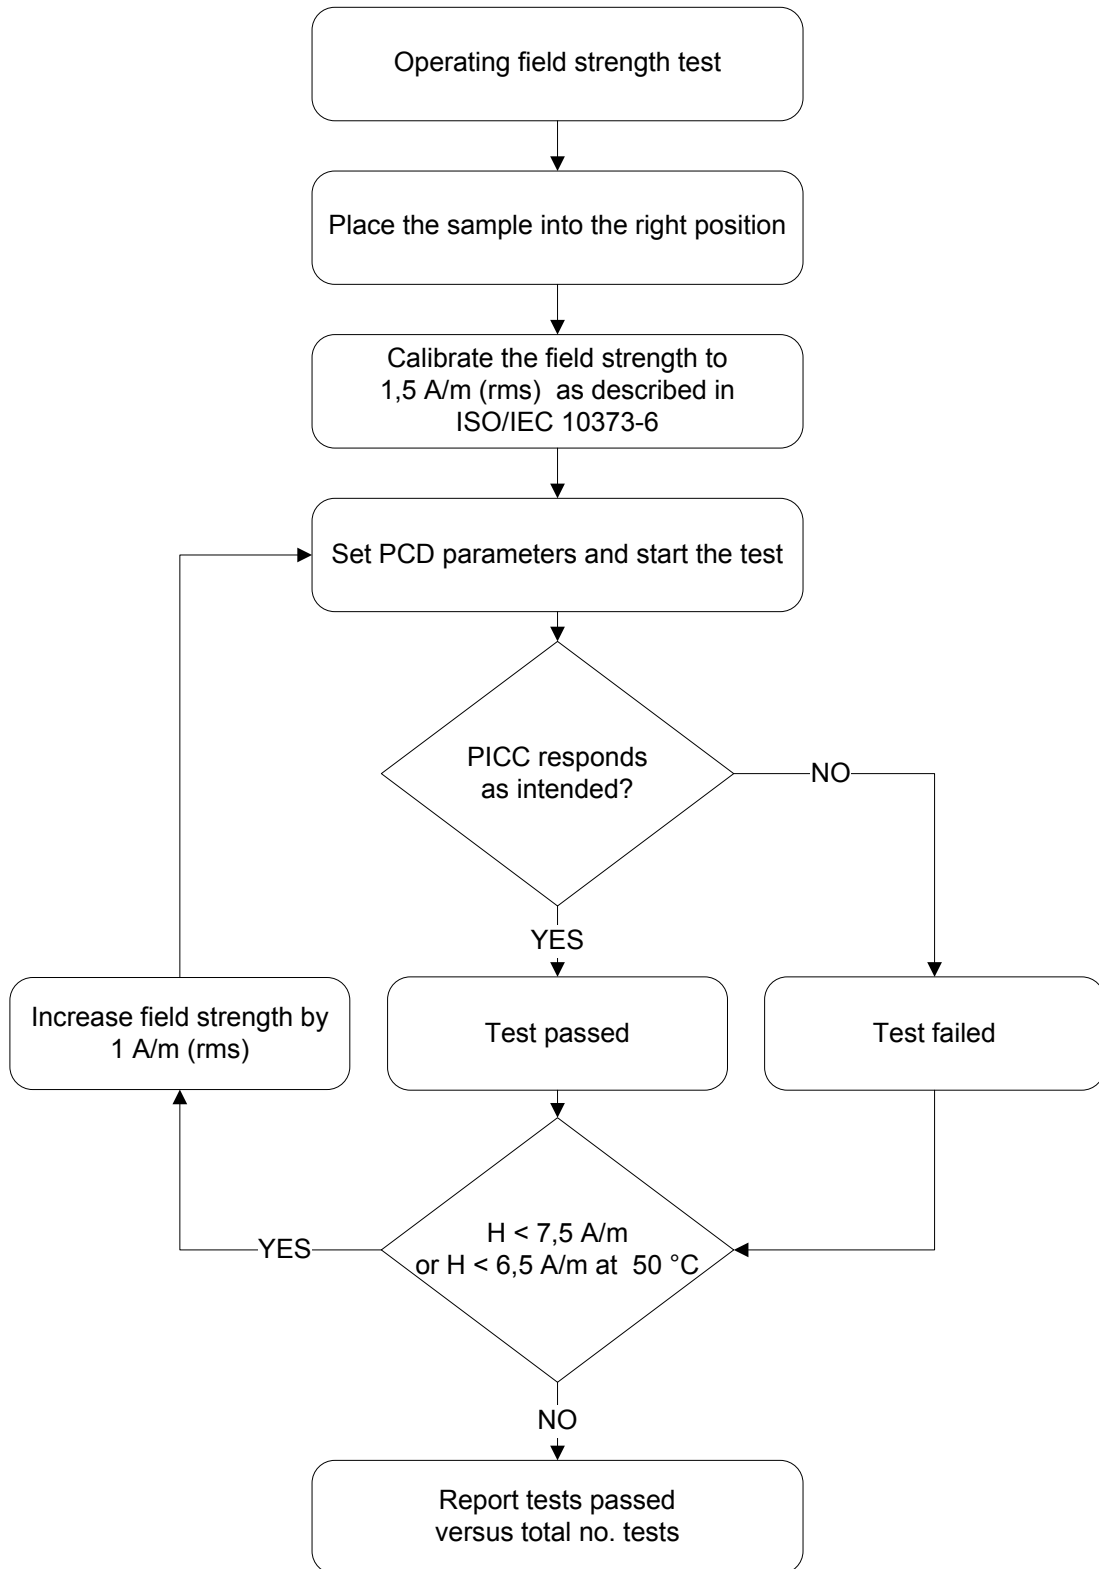 Operating field strength test
Place the sample into the right position
Calibrate the field strength to
1,5 A/m (rms)  as described in
ISO/IEC 10373-6
Set PCD parameters and start the test
PICC responds
as intended?
NO
YES
Increase field strength by
1 A/m (rms)
Test passed
Test failed
H < 7,5 A/m
or H < 6,5 A/m at  50 °C
YES
NO
Report tests passed
versus total no. tests